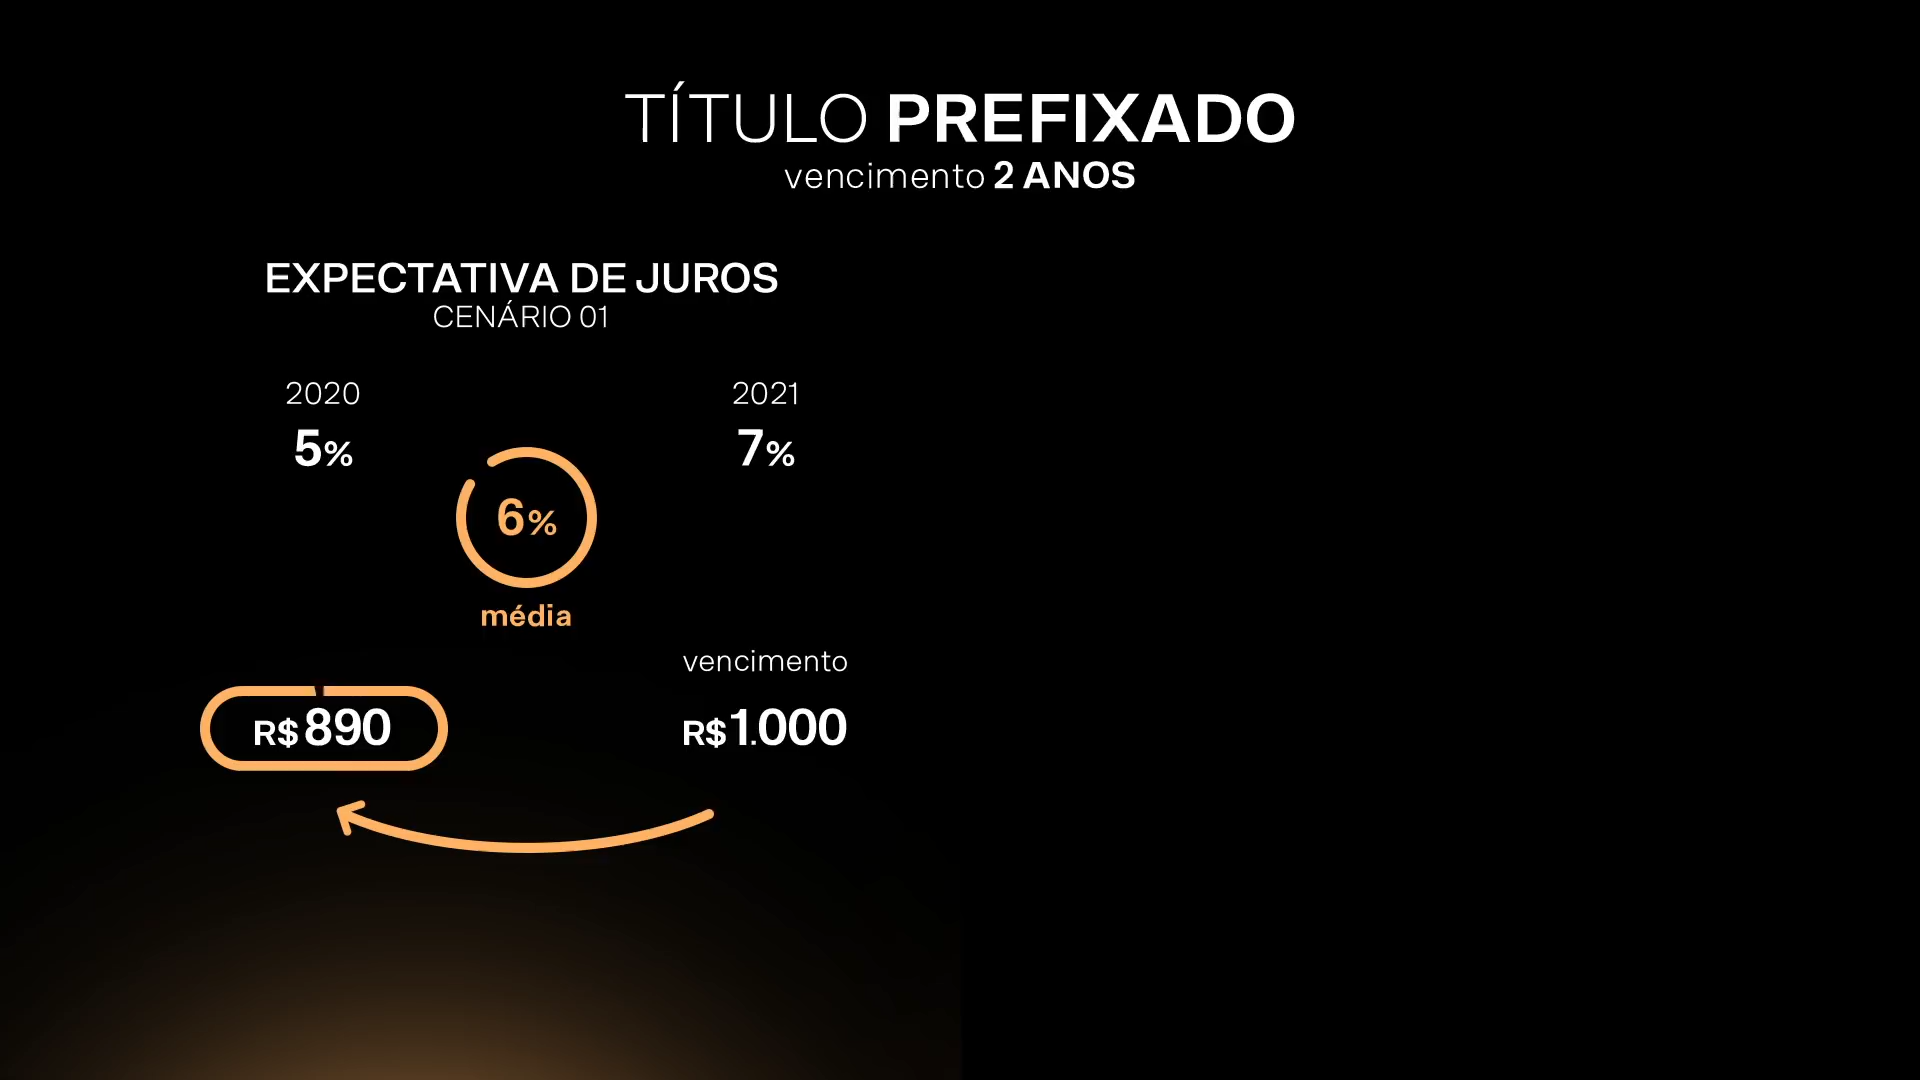 TÍTULO PREFIXADO
vencimento 2 ANOS
EXPECTATIVA DE JUROS
CENÁRIO 01
2020
2021
5%
7%
6%
média
vencimento
R$ 890
R$ 1.000